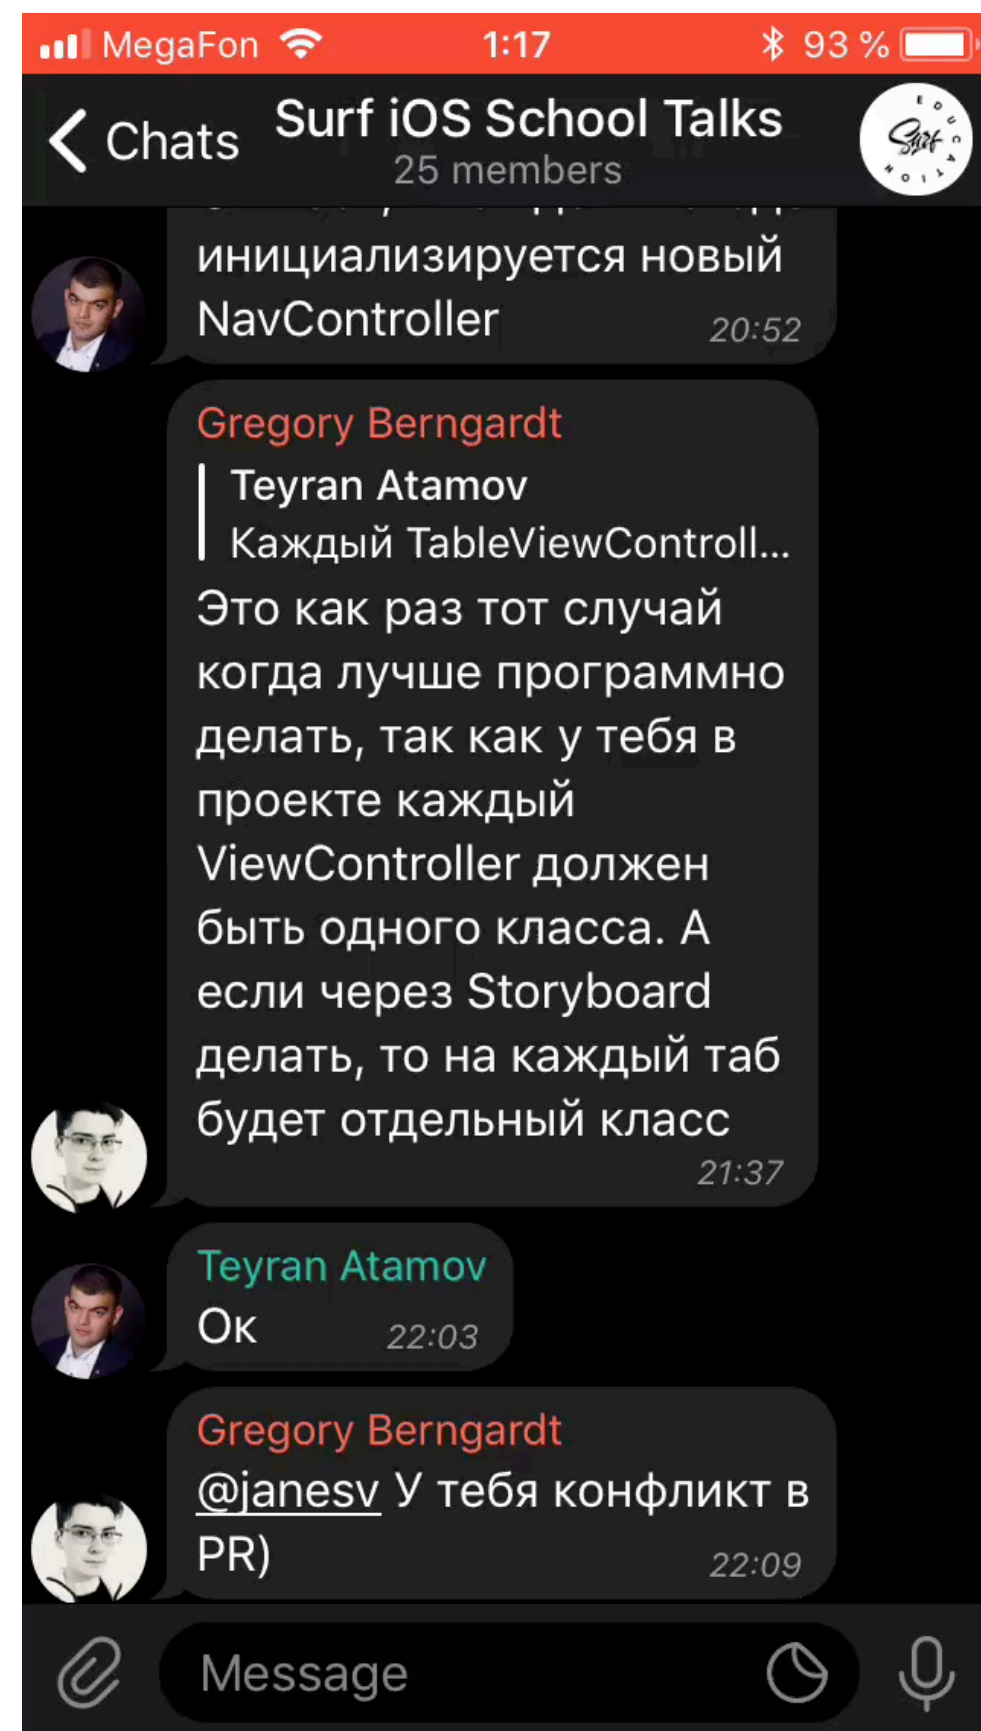 MegaFon 1:17 93 %
Chats Surf iOS School Talks
25 members
Surf EDUCATION
инициализируется новый
NavController 20:52
Gregory Berngardt
Teyran Atamov
Каждый TableViewControll...
Это как раз тот случай
когда лучше программно
делать, так как у тебя в
проекте каждый
ViewController должен
быть одного класса. А
если через Storyboard
делать, то на каждый таб
будет отдельный класс
21:37
Teyran Atamov
Ок 22:03
Gregory Berngardt
@janesv У тебя конфликт в
PR) 22:09
Message